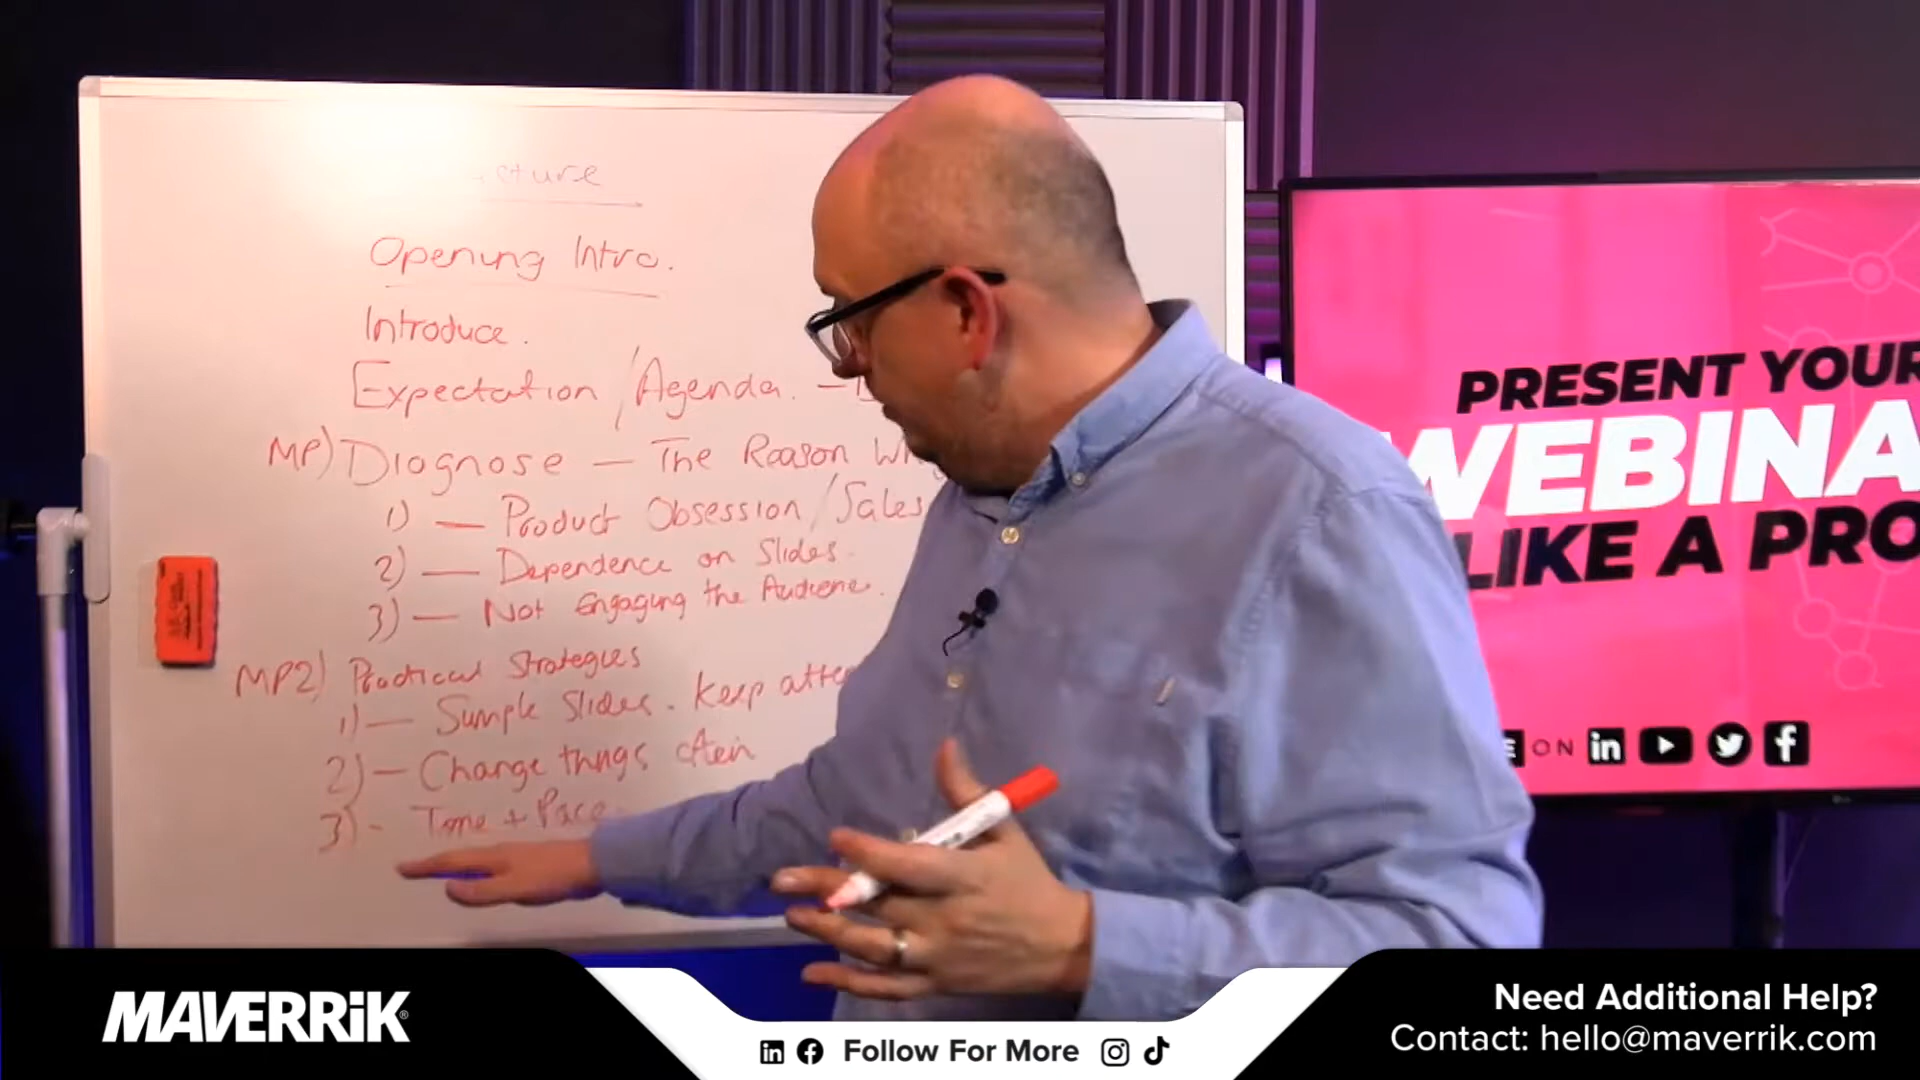 Opening Intro.
Introduce.
Expectation / Agenda. -
MP) Diagnose - The Reason
1) - Product Obsession / Sales
2) - Dependence on Slides.
3) - Not Engaging the Audience.
MP2) Practical Strategies
1) - Simple Slides. Keep
2) - Change things often
3) - Tone + Pace
PRESENT YOUR
WEBINA
LIKE A PRO
ON
MAVERRiK®
Follow For More
Need Additional Help?
Contact: hello@maverrik.com